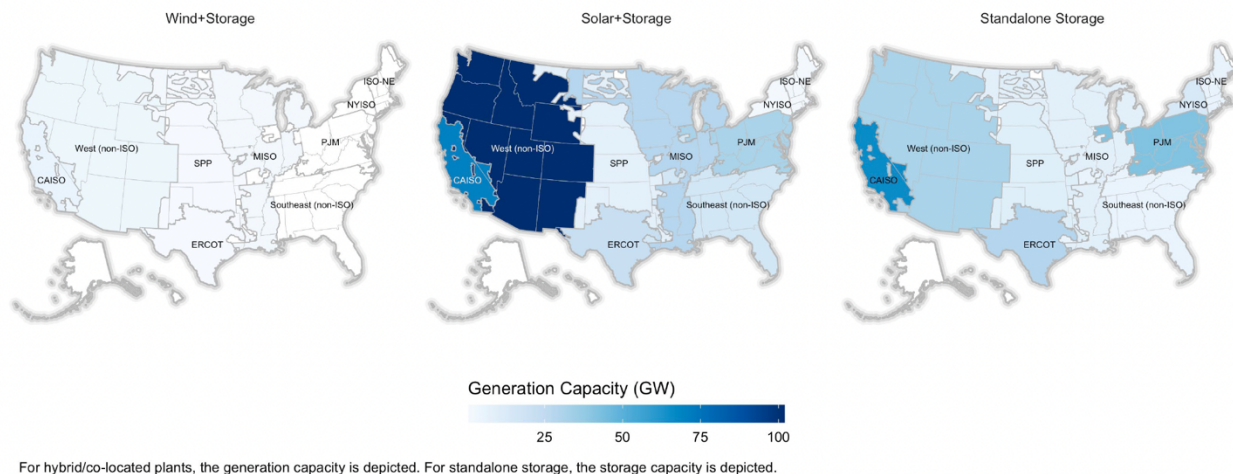 Wind+Storage
Solar+Storage
Standalone Storage
ISO-NE
NYISO
PJM
West (non-ISO)
MISO
SPP
CAISO
Southeast (non-ISO)
ERCOT
ISO-NE
NYISO
PJM
West (non-ISO)
MISO
SPP
CAISO
Southeast (non-ISO)
ERCOT
ISO-NE
NYISO
PJM
West (non-ISO)
MISO
SPP
CAISO
Southeast (non-ISO)
ERCOT
Generation Capacity (GW)
25 50 75 100
For hybrid/co-located plants, the generation capacity is depicted. For standalone storage, the storage capacity is depicted.